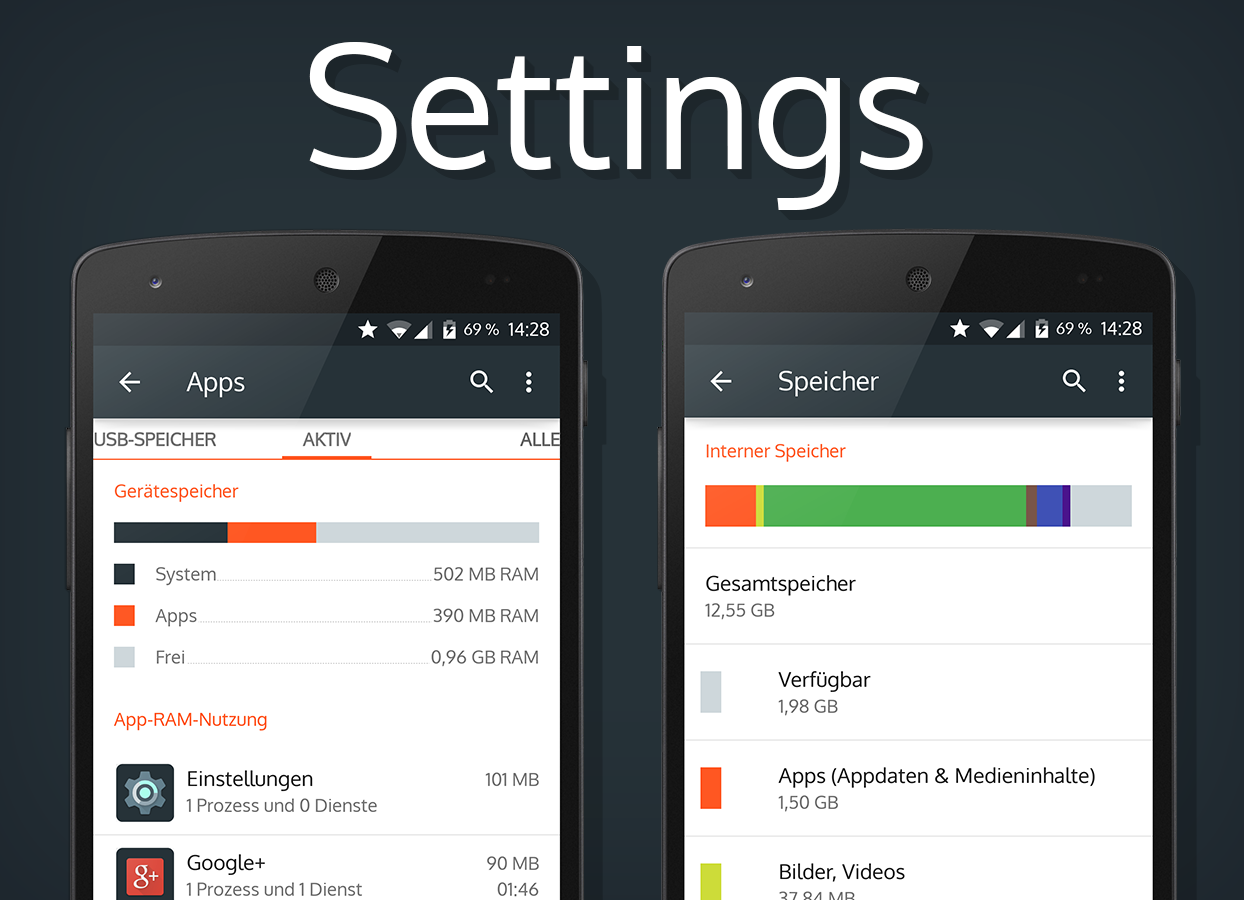 Settings
69 % 14:28
Apps
USB-SPEICHER AKTIV ALLE
Gerätespeicher
System 502 MB RAM
Apps 390 MB RAM
Frei 0,96 GB RAM
App-RAM-Nutzung
Einstellungen 101 MB
1 Prozess und 0 Dienste
Google+ 90 MB
g+ 1 Prozess und 1 Dienst 01:46
69 % 14:28
Speicher
Interner Speicher
Gesamtspeicher
12,55 GB
Verfügbar
1,98 GB
Apps (Appdaten & Medieninhalte)
1,50 GB
Bilder, Videos
37,84 MB